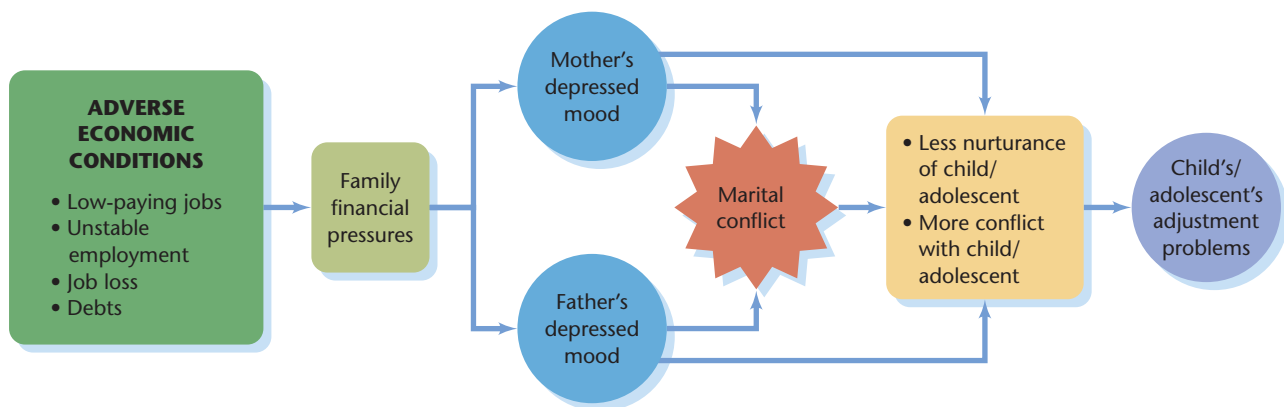 ADVERSE
ECONOMIC
CONDITIONS
• Low-paying jobs
• Unstable
employment
• Job loss
• Debts
Family
financial
pressures
Mother’s
depressed
mood
Father’s
depressed
mood
Marital
conflict
• Less nurturance
of child/
adolescent
• More conflict
with child/
adolescent
Child’s/
adolescent’s
adjustment
problems